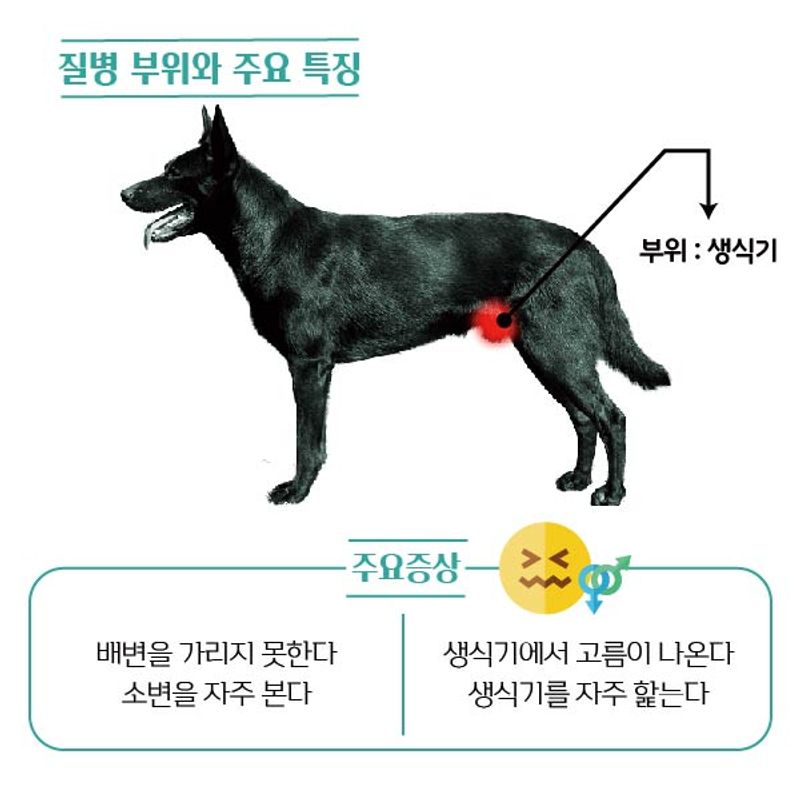 질병 부위와 주요 특징
부위 : 생식기
주요증상
배변을 가리지 못한다
소변을 자주 본다
생식기에서 고름이 나온다
생식기를 자주 핥는다